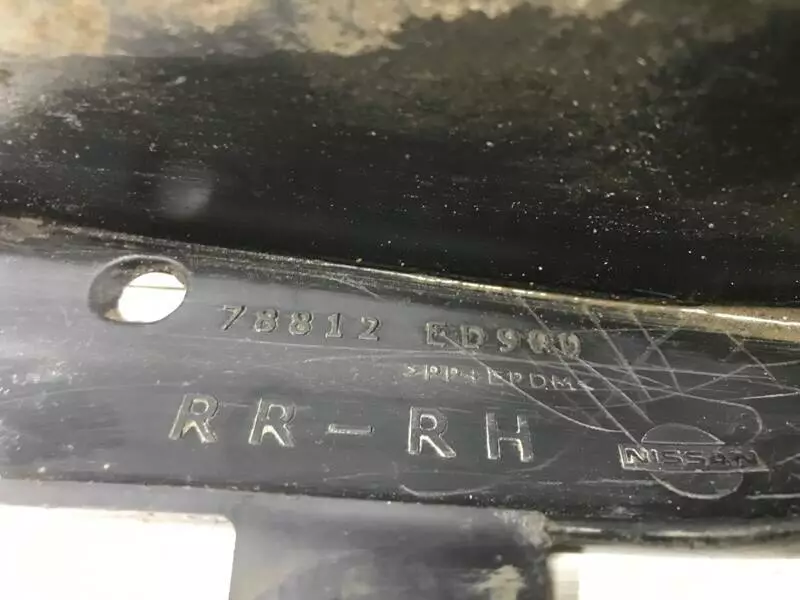 78812 ED900
>PP+EPDM<
RR-RH
NISSAN